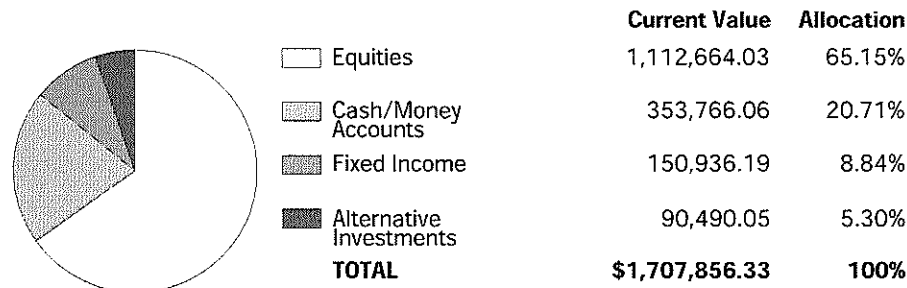 Current Value Allocation
Equities 1,112,664.03 65.15%
Cash/Money
Accounts 353,766.06 20.71%
Fixed Income 150,936.19 8.84%
Alternative
Investments 90,490.05 5.30%
TOTAL $1,707,856.33 100%